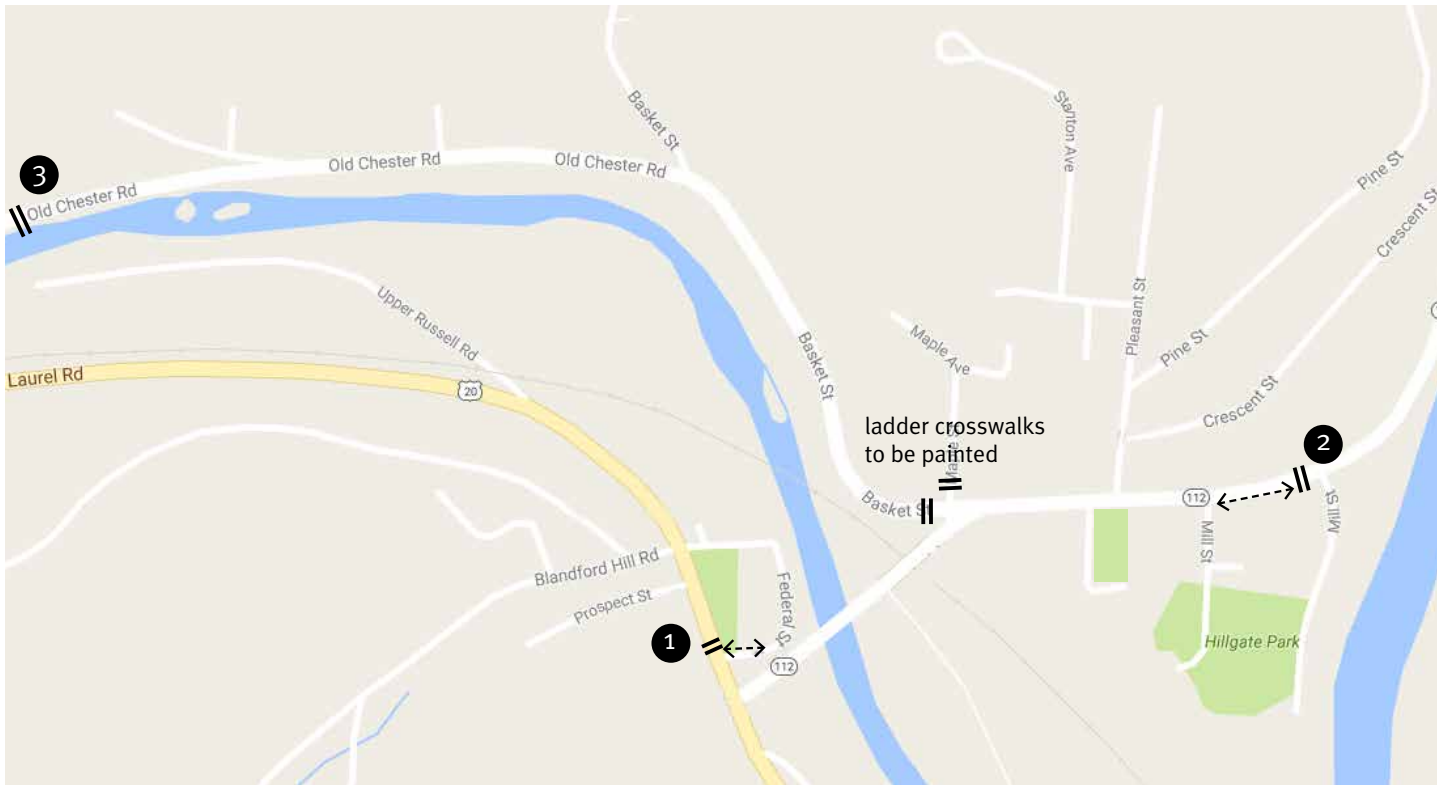 Basket St
Stanton Ave
Old Chester Rd
Old Chester Rd
Pine St
3
Old Chester Rd
Crescent St
Upper Russell Rd
Pleasant St
Maple Ave
Pine St
Basket St
Laurel Rd
20
Crescent St
ladder crosswalks
to be painted
2
Basket St
112
Mill St
Mill St
Blandford Hill Rd
Federal St
Prospect St
1
Hillgate Park
112